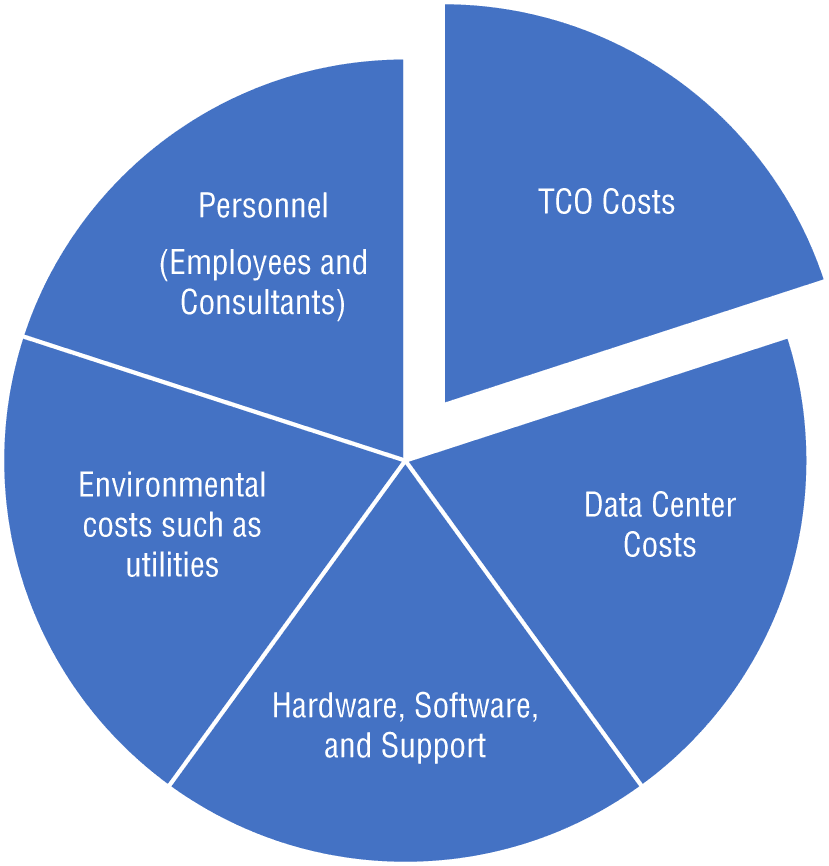 TCO Costs
Personnel
(Employees and
Consultants)
Data Center
Costs
Environmental
costs such as
utilities
Hardware, Software,
and Support